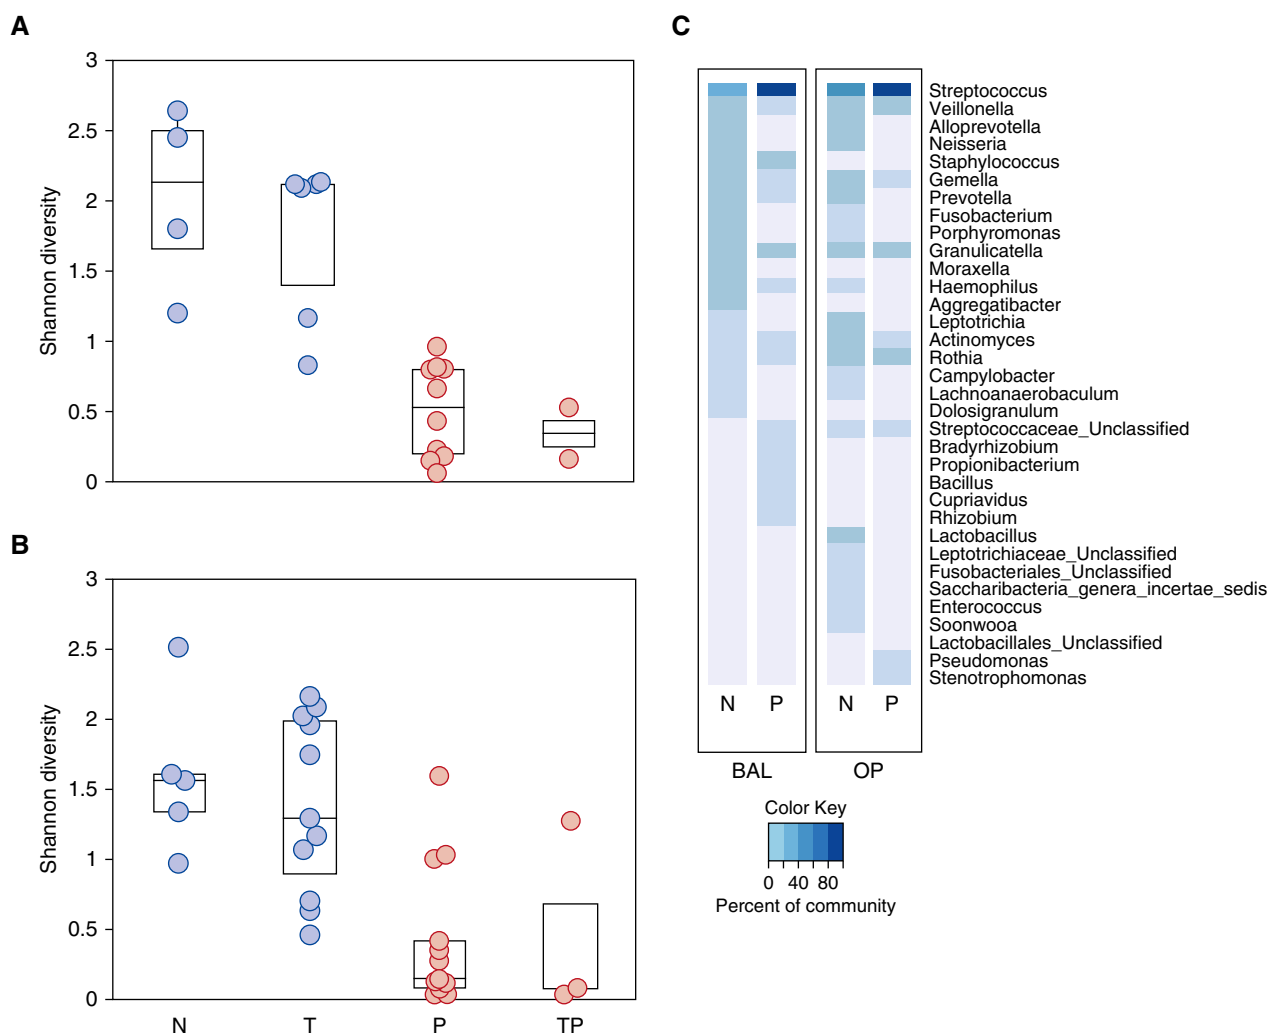 A
Shannon diversity
3
2.5
2
1.5
1
0.5
0
B
Shannon diversity
3
2.5
2
1.5
1
0.5
0
N T P TP
C
Streptococcus
Veillonella
Alloprevotella
Neisseria
Staphylococcus
Gemella
Prevotella
Fusobacterium
Porphyromonas
Granulicatella
Moraxella
Haemophilus
Aggregatibacter
Leptotrichia
Actinomyces
Rothia
Campylobacter
Lachnoanaerobaculum
Dolosigranulum
Streptococcaceae_Unclassified
Bradyrhizobium
Propionibacterium
Bacillus
Cupriavidus
Rhizobium
Lactobacillus
Leptotrichiaceae_Unclassified
Fusobacteriales_Unclassified
Saccharibacteria_genera_incertae_sedis
Enterococcus
Soonwooa
Lactobacillales_Unclassified
Pseudomonas
Stenotrophomonas
N P N P
BAL OP
Color Key
0 40 80
Percent of community